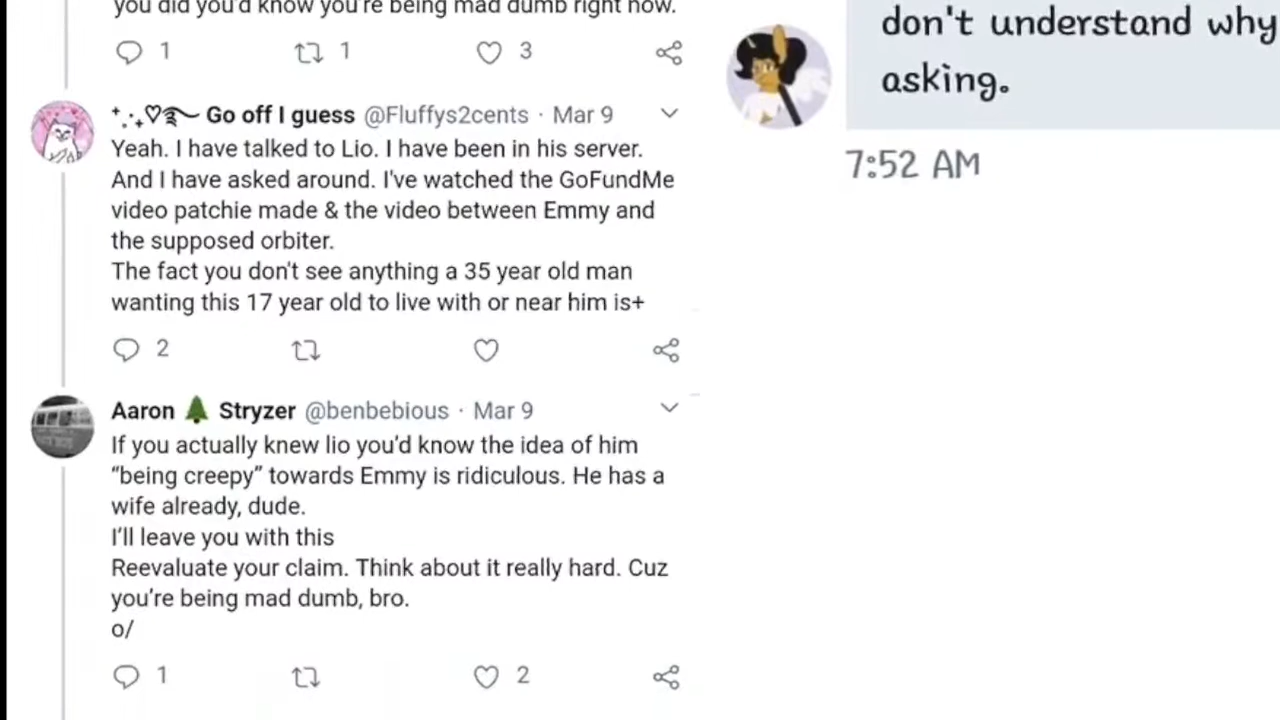 you did you'd know you're being mad dumb right now.
1 1 3
Go off I guess @Fluffys2cents · Mar 9
Yeah. I have talked to Lio. I have been in his server.
And I have asked around. I've watched the GoFundMe
video patchie made & the video between Emmy and
the supposed orbiter.
The fact you don't see anything a 35 year old man
wanting this 17 year old to live with or near him is+
2
Aaron 🌲 Stryzer @benbebious · Mar 9
If you actually knew lio you'd know the idea of him
“being creepy” towards Emmy is ridiculous. He has a
wife already, dude.
I'll leave you with this
Reevaluate your claim. Think about it really hard. Cuz
you're being mad dumb, bro.
o/
1 2
don't understand why
asking.
7:52 AM